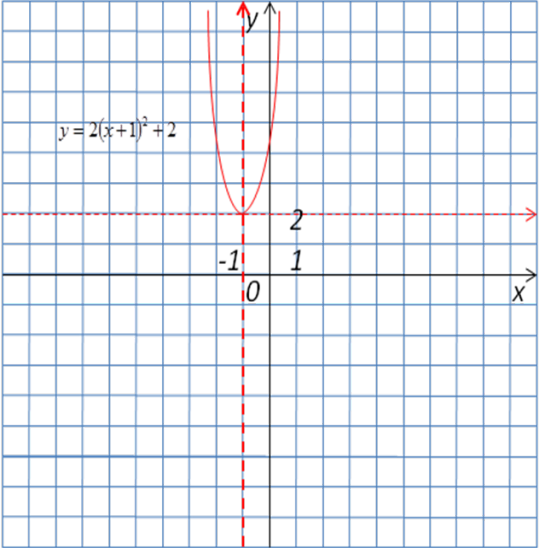 y
y = 2(x+1)² + 2
2
-1 1
0 x